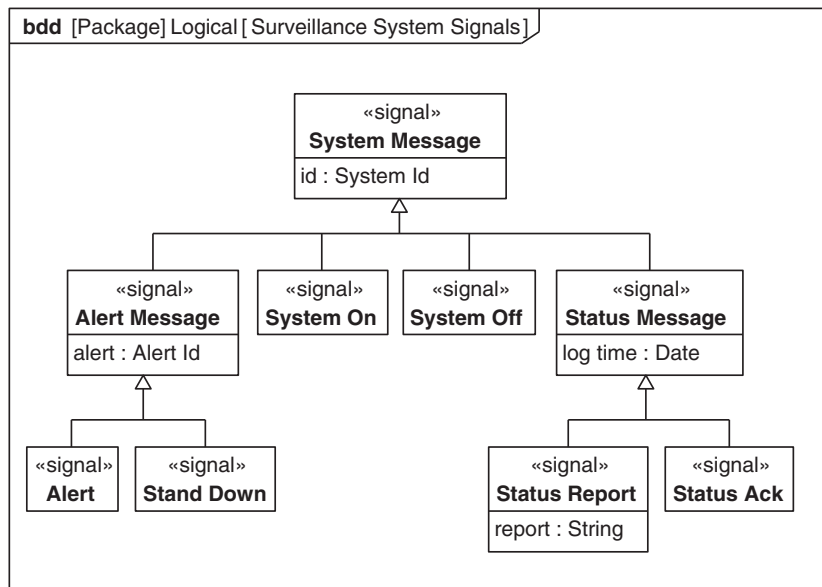 bdd [Package] Logical [ Surveillance System Signals ]
«signal»
System Message
id : System Id
«signal»
Alert Message
alert : Alert Id
«signal»
System On
«signal»
System Off
«signal»
Status Message
log time : Date
«signal»
Alert
«signal»
Stand Down
«signal»
Status Report
report : String
«signal»
Status Ack